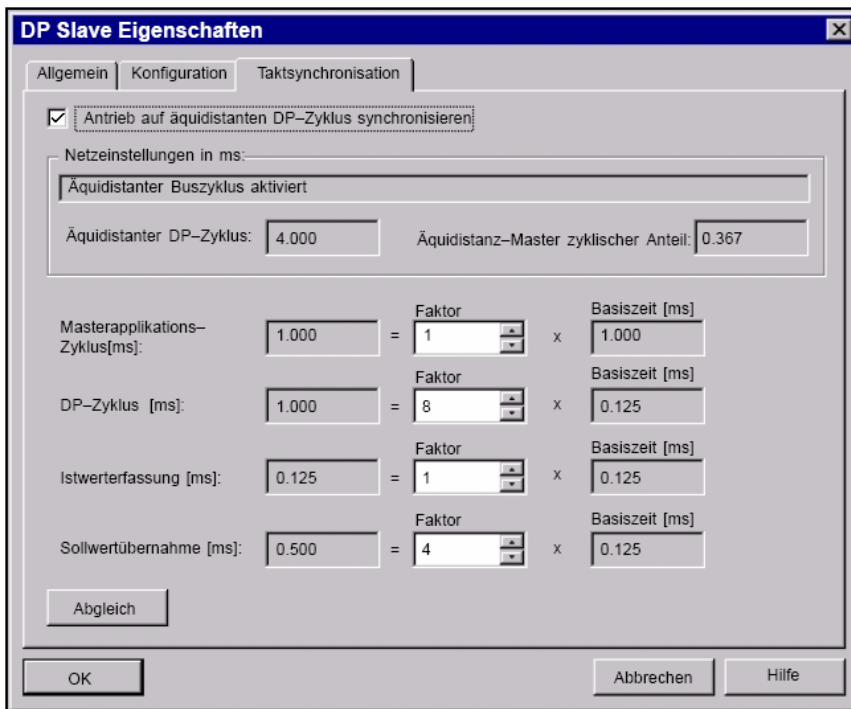 DP Slave Eigenschaften
Allgemein Konfiguration Taktsynchronisation
Antrieb auf äquidistanten DP–Zyklus synchronisieren
Netzeinstellungen in ms:
Äquidistanter Buszyklus aktiviert
Äquidistanter DP–Zyklus: 4.000 Äquidistanz–Master zyklischer Anteil: 0.367
Faktor Basiszeit [ms]
Masterapplikations–
Zyklus[ms]: 1.000 = 1 x 1.000
Faktor Basiszeit [ms]
DP–Zyklus [ms]: 1.000 = 8 x 0.125
Faktor Basiszeit [ms]
Istwerterfassung [ms]: 0.125 = 1 x 0.125
Faktor Basiszeit [ms]
Sollwertübernahme [ms]: 0.500 = 4 x 0.125
Abgleich
OK Abbrechen Hilfe